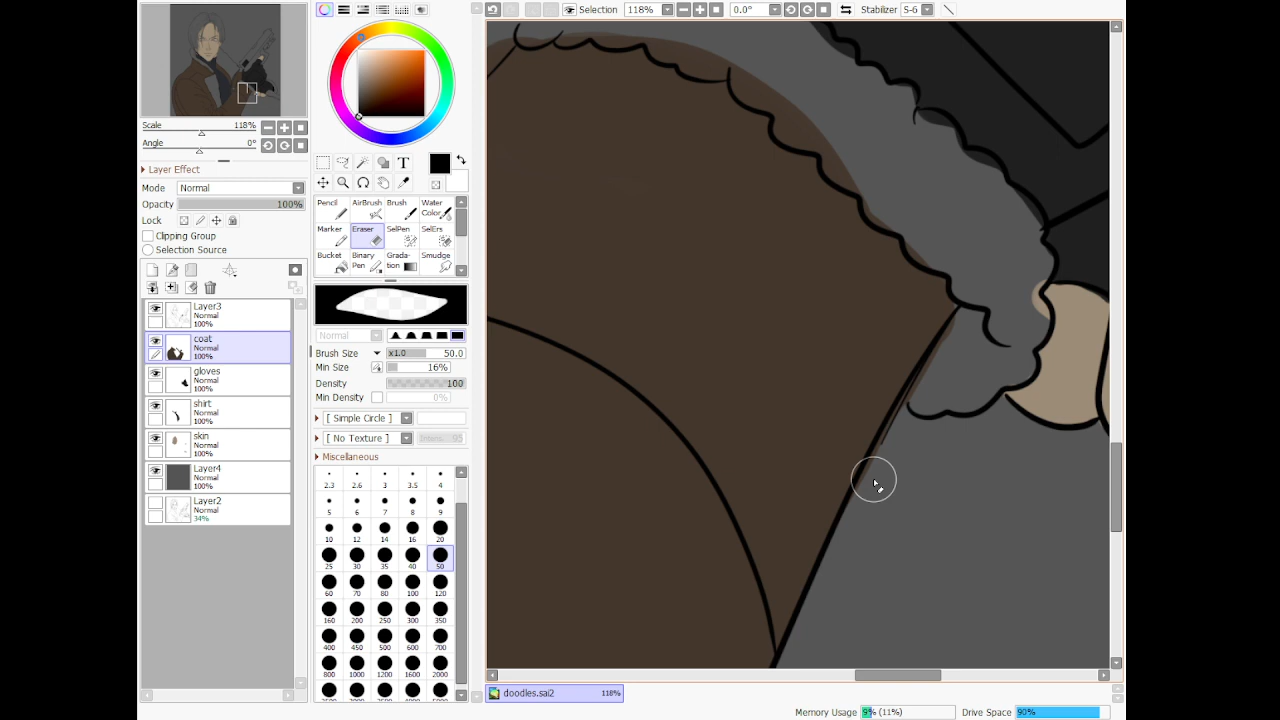 Selection
118%
0.0°
Stabilizer
S-6
Scale
118%
Angle
0°
Layer Effect
Mode
Normal
Opacity
100%
Lock
Clipping Group
Selection Source
Layer3
Normal
100%
coat
Normal
100%
gloves
Normal
100%
shirt
Normal
100%
skin
Normal
100%
Layer4
Normal
100%
Layer2
Normal
34%
T
Pencil
AirBrush
Brush
Water
Color
Marker
Eraser
SelPen
SelErs
Bucket
Binary
Pen
Grada-
tion
Smudge
Normal
Brush Size
x1.0
50.0
Min Size
16%
Density
100
Min Density
0%
[ Simple Circle ]
[ No Texture ]
95
Miscellaneous
2.3 2.6 3 3.5 4
5 6 7 8 9
10 12 14 16 20
25 30 35 40 50
60 70 80 100 120
160 200 250 300 350
400 450 500 600 700
800 1000 1200 1600 2000
doodles.sai2
118%
Memory Usage
9% (11%)
Drive Space
90%